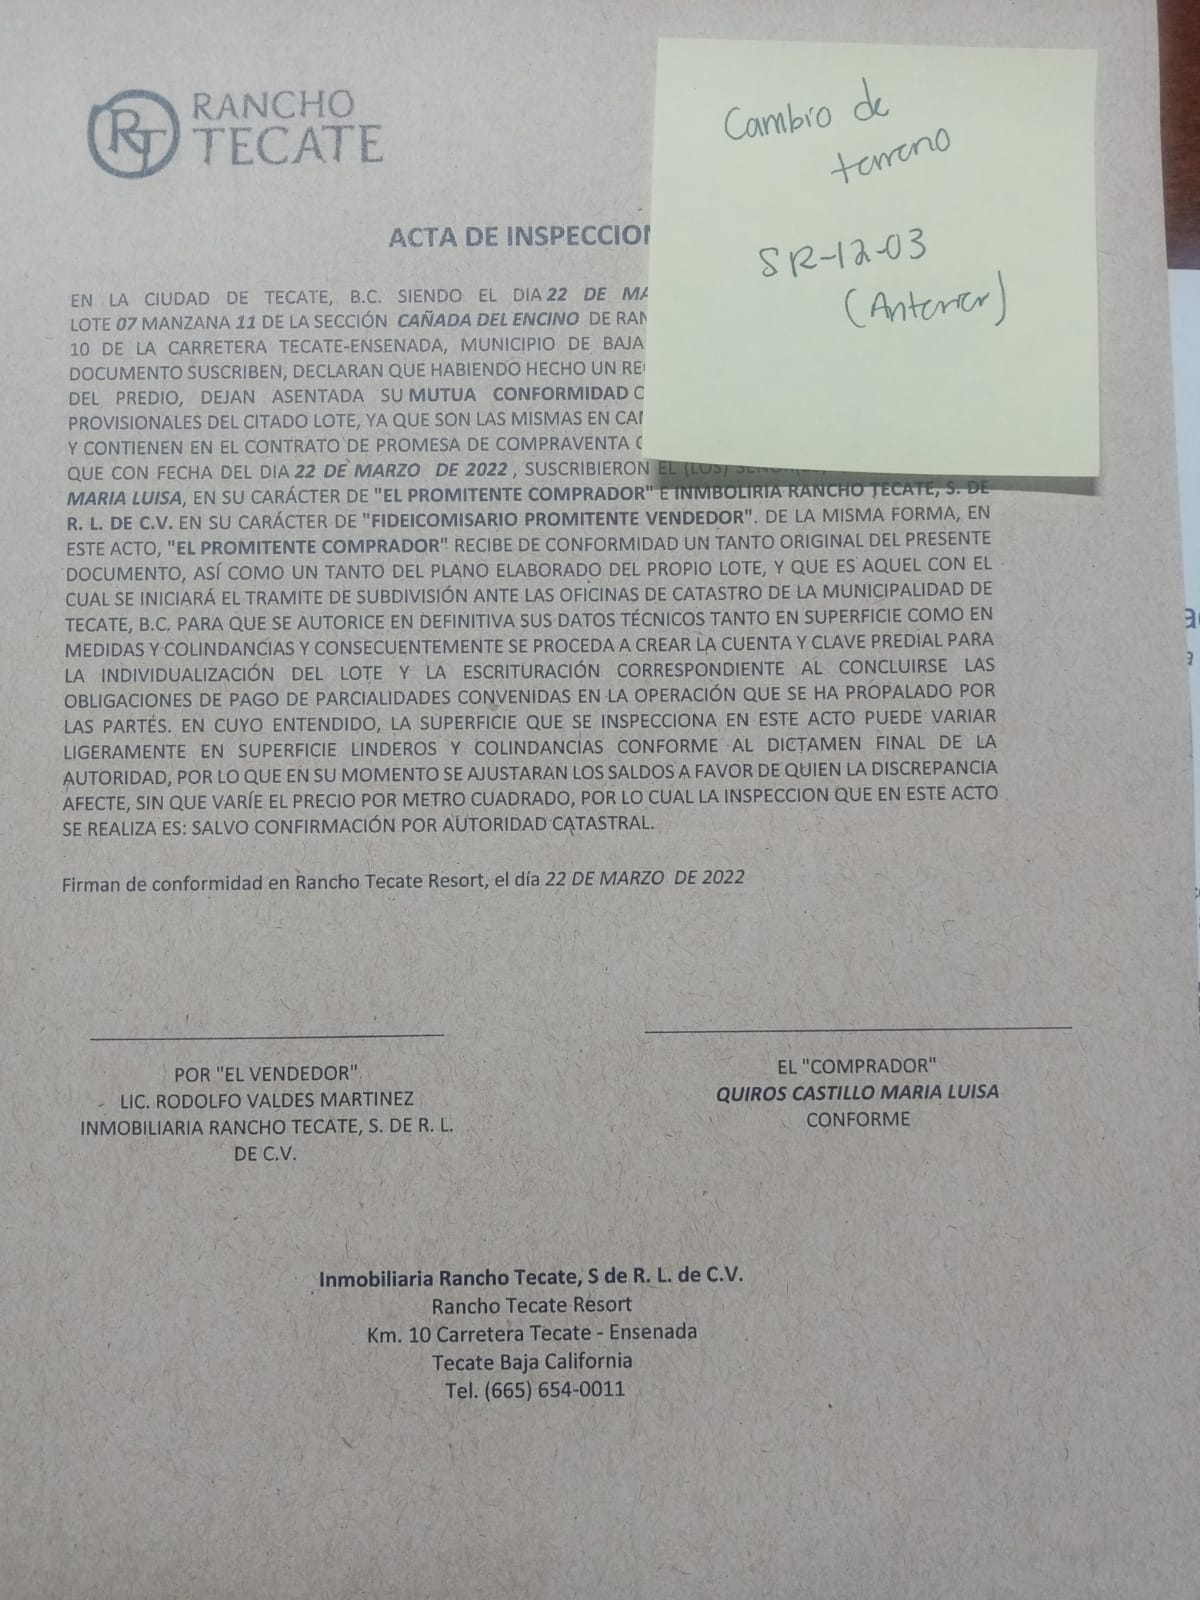 RT RANCHO
TECATE
Cambio de
terreno
SR-12-03
(Anterior)
ACTA DE INSPECCION
EN LA CIUDAD DE TECATE, B.C. SIENDO EL DIA 22 DE MA
LOTE 07 MANZANA 11 DE LA SECCIÓN CAÑADA DEL ENCINO DE RAN
10 DE LA CARRETERA TECATE-ENSENADA, MUNICIPIO DE BAJA
DOCUMENTO SUSCRIBEN, DECLARAN QUE HABIENDO HECHO UN RE
DEL PREDIO, DEJAN ASENTADA SU MUTUA CONFORMIDAD C
PROVISIONALES DEL CITADO LOTE, YA QUE SON LAS MISMAS EN CAN
Y CONTIENEN EN EL CONTRATO DE PROMESA DE COMPRAVENTA
QUE CON FECHA DEL DIA 22 DE MARZO DE 2022 , SUSCRIBIERON EL (LOS)
MARIA LUISA, EN SU CARÁCTER DE "EL PROMITENTE COMPRADOR" E INMBOLIRIA RANCHO TECATE, S. DE
R. L. DE C.V. EN SU CARÁCTER DE "FIDEICOMISARIO PROMITENTE VENDEDOR". DE LA MISMA FORMA, EN
ESTE ACTO, "EL PROMITENTE COMPRADOR" RECIBE DE CONFORMIDAD UN TANTO ORIGINAL DEL PRESENTE
DOCUMENTO, ASÍ COMO UN TANTO DEL PLANO ELABORADO DEL PROPIO LOTE, Y QUE ES AQUEL CON EL
CUAL SE INICIARÁ EL TRAMITE DE SUBDIVISIÓN ANTE LAS OFICINAS DE CATASTRO DE LA MUNICIPALIDAD DE
TECATE, B.C. PARA QUE SE AUTORICE EN DEFINITIVA SUS DATOS TÉCNICOS TANTO EN SUPERFICIE COMO EN
MEDIDAS Y COLINDANCIAS Y CONSECUENTEMENTE SE PROCEDA A CREAR LA CUENTA Y CLAVE PREDIAL PARA
LA INDIVIDUALIZACIÓN DEL LOTE Y LA ESCRITURACIÓN CORRESPONDIENTE AL CONCLUIRSE LAS
OBLIGACIONES DE PAGO DE PARCIALIDADES CONVENIDAS EN LA OPERACIÓN QUE SE HA PROPALADO POR
LAS PARTES. EN CUYO ENTENDIDO, LA SUPERFICIE QUE SE INSPECCIONA EN ESTE ACTO PUEDE VARIAR
LIGERAMENTE EN SUPERFICIE LINDEROS Y COLINDANCIAS CONFORME AL DICTAMEN FINAL DE LA
AUTORIDAD, POR LO QUE EN SU MOMENTO SE AJUSTARAN LOS SALDOS A FAVOR DE QUIEN LA DISCREPANCIA
AFECTE, SIN QUE VARÍE EL PRECIO POR METRO CUADRADO, POR LO CUAL LA INSPECCION QUE EN ESTE ACTO
SE REALIZA ES: SALVO CONFIRMACIÓN POR AUTORIDAD CATASTRAL.
Firman de conformidad en Rancho Tecate Resort, el día 22 DE MARZO DE 2022
POR "EL VENDEDOR"
LIC. RODOLFO VALDES MARTINEZ
INMOBILIARIA RANCHO TECATE, S. DE R. L.
DE C.V.
EL "COMPRADOR"
QUIROS CASTILLO MARIA LUISA
CONFORME
Inmobiliaria Rancho Tecate, S de R. L. de C.V.
Rancho Tecate Resort
Km. 10 Carretera Tecate - Ensenada
Tecate Baja California
Tel. (665) 654-0011